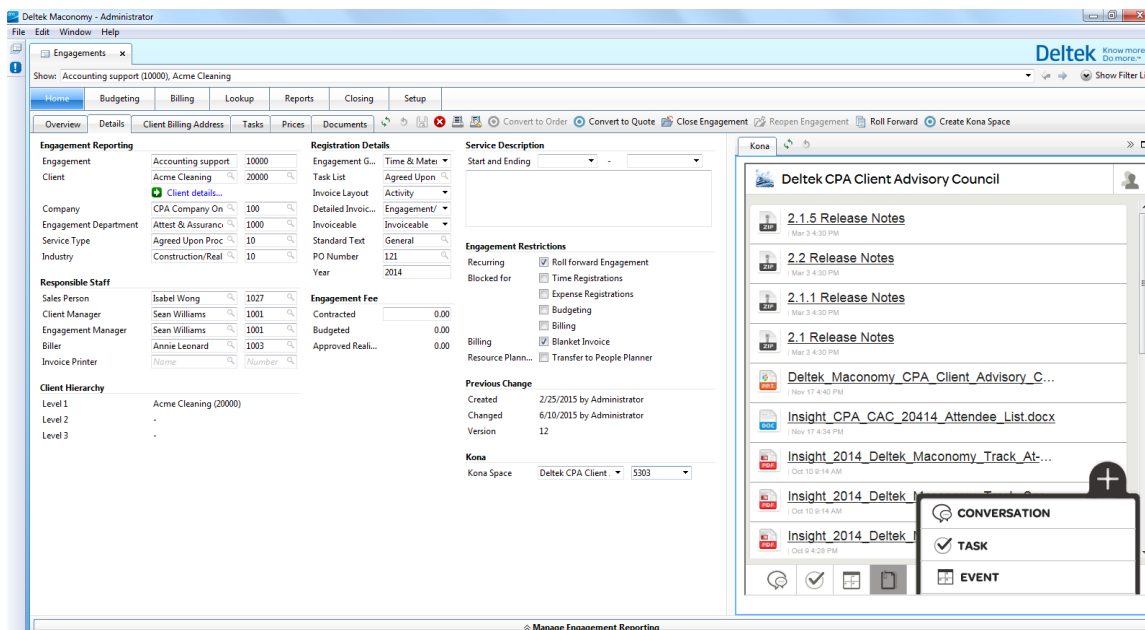 Deltek Maconomy - Administrator
File Edit Window Help
Engagements x
Deltek Know more. Do more.™
Show: Accounting support (10000), Acme Cleaning
Show Filter Li
Home Budgeting Billing Lookup Reports Closing Setup
Overview Details Client Billing Address Tasks Prices Documents Convert to Order Convert to Quote Close Engagement Reopen Engagement Roll Forward Create Kona Space
Engagement Reporting
Engagement Accounting support 10000
Client Acme Cleaning 20000
Client details...
Company CPA Company On 100
Engagement Department Attest & Assuranc 1000
Service Type Agreed Upon Proc 10
Industry Construction/Real 10
Responsible Staff
Sales Person Isabel Wong 1027
Client Manager Sean Williams 1001
Engagement Manager Sean Williams 1001
Biller Annie Leonard 1003
Invoice Printer Name Number
Client Hierarchy
Level 1 Acme Cleaning (20000)
Level 2 -
Level 3 -
Registration Details
Engagement G... Time & Mater
Task List Agreed Upon
Invoice Layout Activity
Detailed Invoic... Engagement/
Invoiceable Invoiceable
Standard Text General
PO Number 121
Year 2014
Engagement Fee
Contracted 0.00
Budgeted 0.00
Approved Reali... 0.00
Service Description
Start and Ending -
Engagement Restrictions
Recurring Roll forward Engagement
Blocked for Time Registrations
Expense Registrations
Budgeting
Billing
Billing Blanket Invoice
Resource Plann... Transfer to People Planner
Previous Change
Created 2/25/2015 by Administrator
Changed 6/10/2015 by Administrator
Version 12
Kona
Kona Space Deltek CPA Client . 5303
Kona
Deltek CPA Client Advisory Council
ZIP 2.1.5 Release Notes
| Mar 3 4:30 PM
ZIP 2.2 Release Notes
| Mar 3 4:30 PM
ZIP 2.1.1 Release Notes
| Mar 3 4:30 PM
ZIP 2.1 Release Notes
| Mar 3 4:30 PM
PPT Deltek_Maconomy_CPA_Client_Advisory_C...
| Nov 17 4:40 PM
DOC Insight_CPA_CAC_20414_Attendee_List.docx
| Nov 17 4:34 PM
PDF Insight_2014_Deltek_Maconomy_Track_At-...
| Oct 10 9:14 AM
PDF Insight_2014_Deltek_
| Oct 10 9:14 AM
PDF Insight_2014_Deltek_
| Oct 9 4:28 PM
CONVERSATION
TASK
EVENT
Manage Engagement Reporting